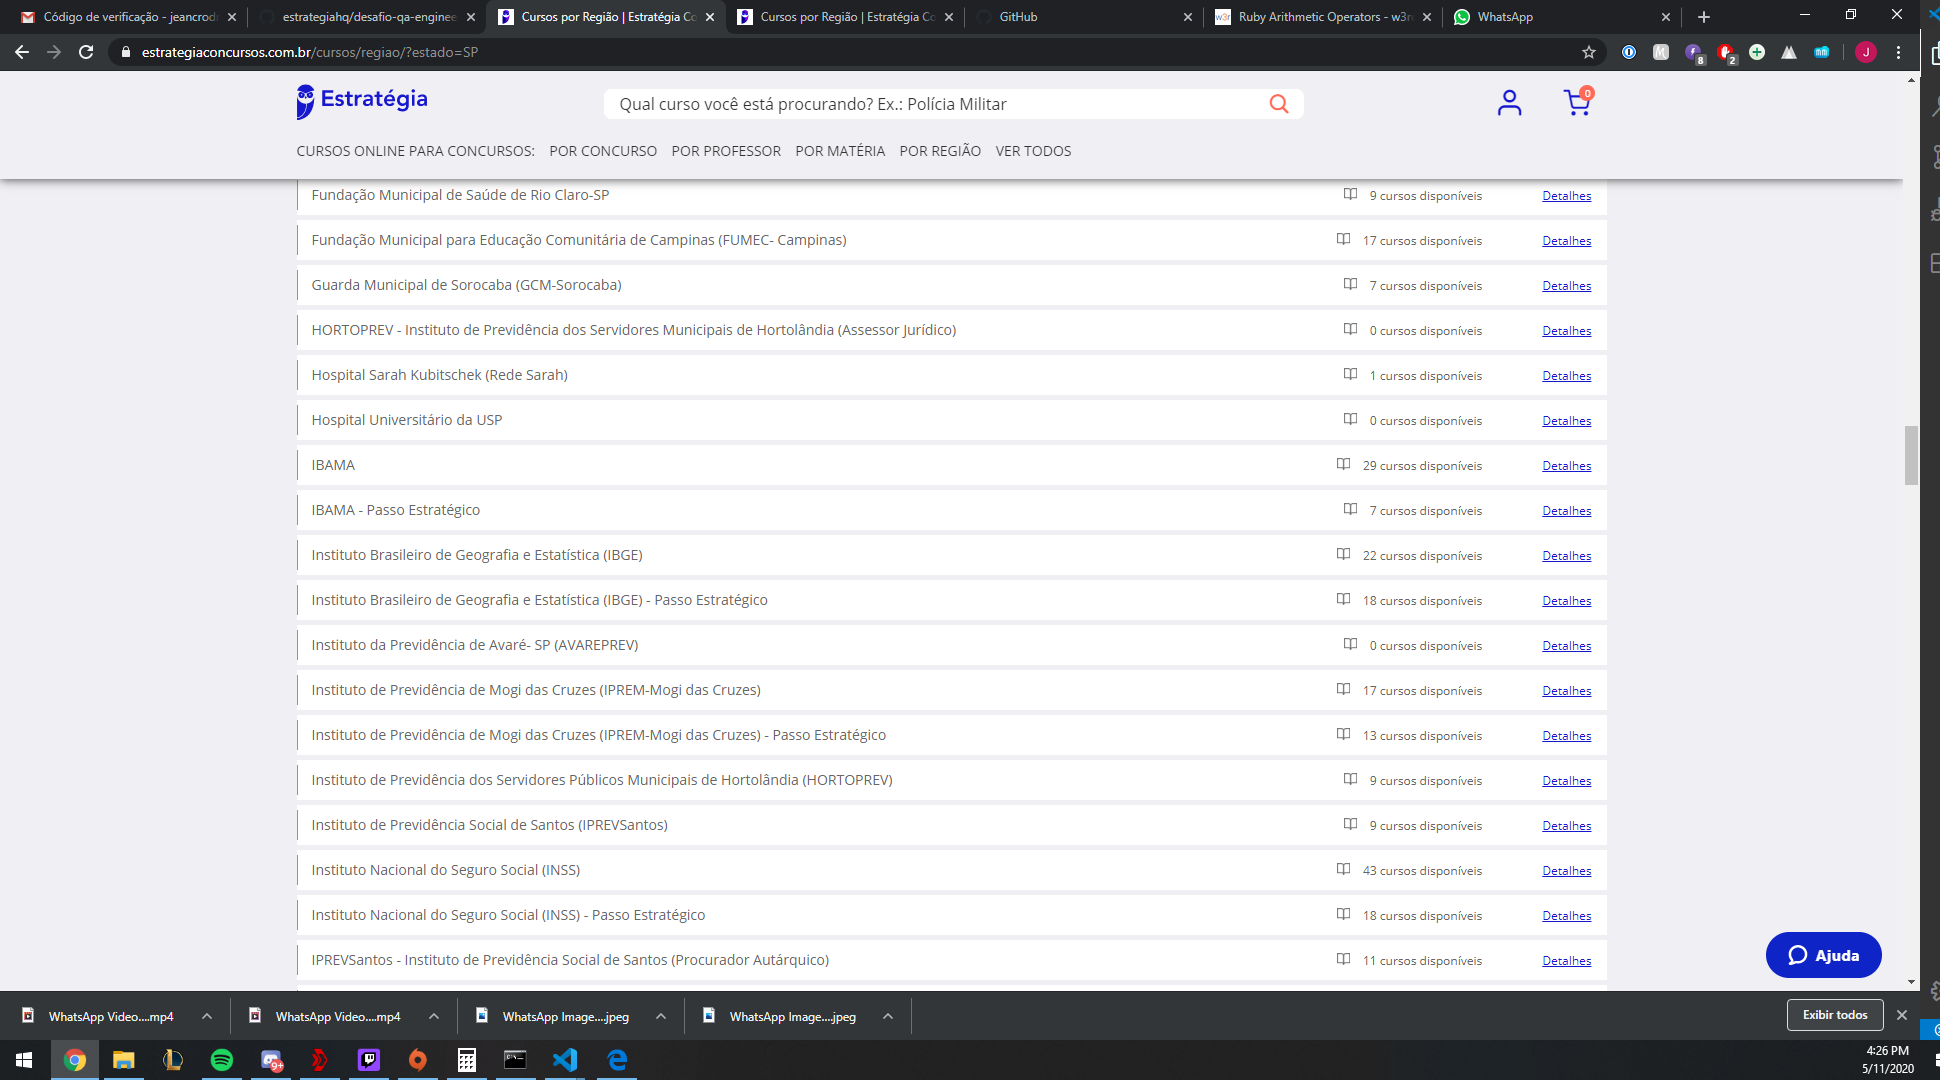 Código de verificação - jeancrodr
estrategiahq/desafio-qa-enginee
Cursos por Região | Estratégia Co
Cursos por Região | Estratégia Co
GitHub
Ruby Arithmetic Operators - w3re
WhatsApp
estrategiaconcursos.com.br/cursos/regiao/?estado=SP
8
2
J
Estratégia
Qual curso você está procurando? Ex.: Polícia Militar
0
CURSOS ONLINE PARA CONCURSOS: POR CONCURSO POR PROFESSOR POR MATÉRIA POR REGIÃO VER TODOS
Fundação Municipal de Saúde de Rio Claro-SP 9 cursos disponíveis Detalhes
Fundação Municipal para Educação Comunitária de Campinas (FUMEC- Campinas) 17 cursos disponíveis Detalhes
Guarda Municipal de Sorocaba (GCM-Sorocaba) 7 cursos disponíveis Detalhes
HORTOPREV - Instituto de Previdência dos Servidores Municipais de Hortolândia (Assessor Jurídico) 0 cursos disponíveis Detalhes
Hospital Sarah Kubitschek (Rede Sarah) 1 cursos disponíveis Detalhes
Hospital Universitário da USP 0 cursos disponíveis Detalhes
IBAMA 29 cursos disponíveis Detalhes
IBAMA - Passo Estratégico 7 cursos disponíveis Detalhes
Instituto Brasileiro de Geografia e Estatística (IBGE) 22 cursos disponíveis Detalhes
Instituto Brasileiro de Geografia e Estatística (IBGE) - Passo Estratégico 18 cursos disponíveis Detalhes
Instituto da Previdência de Avaré- SP (AVAREPREV) 0 cursos disponíveis Detalhes
Instituto de Previdência de Mogi das Cruzes (IPREM-Mogi das Cruzes) 17 cursos disponíveis Detalhes
Instituto de Previdência de Mogi das Cruzes (IPREM-Mogi das Cruzes) - Passo Estratégico 13 cursos disponíveis Detalhes
Instituto de Previdência dos Servidores Públicos Municipais de Hortolândia (HORTOPREV) 9 cursos disponíveis Detalhes
Instituto de Previdência Social de Santos (IPREVSantos) 9 cursos disponíveis Detalhes
Instituto Nacional do Seguro Social (INSS) 43 cursos disponíveis Detalhes
Instituto Nacional do Seguro Social (INSS) - Passo Estratégico 18 cursos disponíveis Detalhes
IPREVSantos - Instituto de Previdência Social de Santos (Procurador Autárquico) 11 cursos disponíveis Detalhes
Ajuda
WhatsApp Video....mp4
WhatsApp Video....mp4
WhatsApp Image....jpeg
WhatsApp Image....jpeg
Exibir todos
9+
4:26 PM
5/11/2020